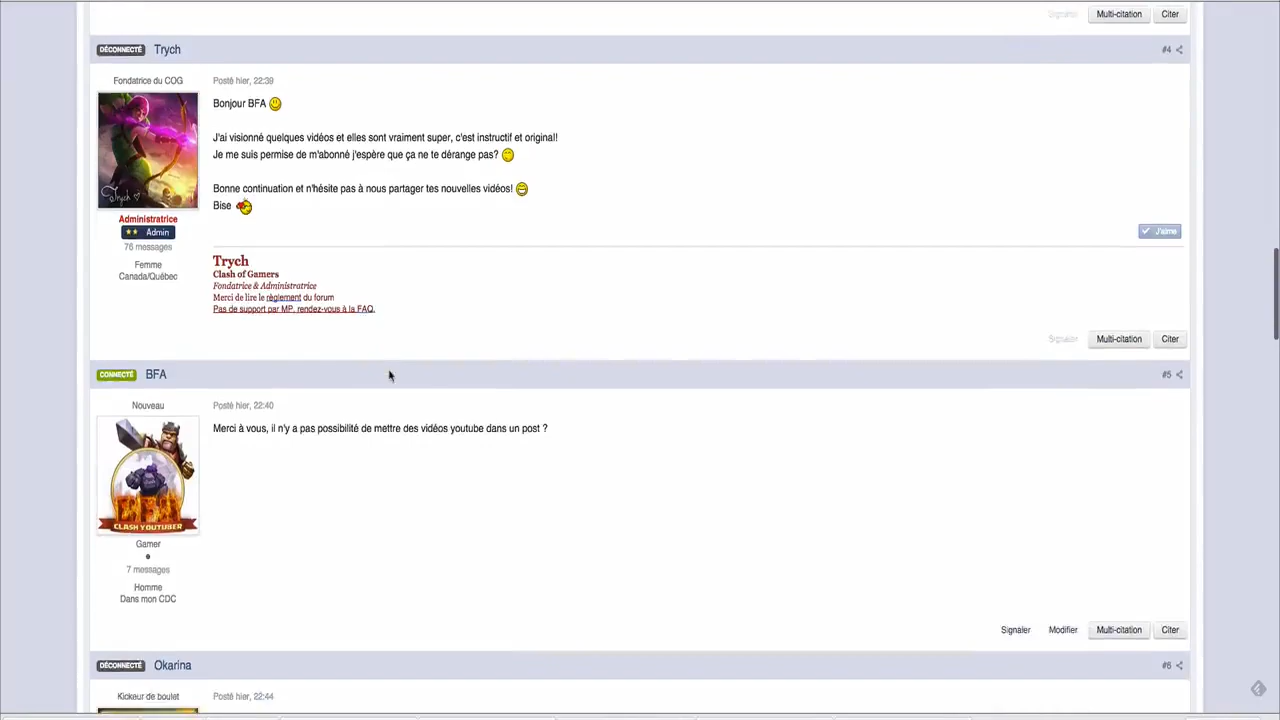 Signaler Multi-citation Citer
DÉCONNECTÉ Trych #4
Fondatrice du COG
Posté hier, 22:39
Bonjour BFA
J'ai visionné quelques vidéos et elles sont vraiment super, c'est instructif et original!
Je me suis permise de m'abonné j'espère que ça ne te dérange pas?
Bonne continuation et n'hésite pas à nous partager tes nouvelles vidéos!
Bise
Trych
Administratrice
Admin
76 messages
Femme
Canada/Québec
J'aime
Trych
Clash of Gamers
Fondatrice & Administratrice
Merci de lire le règlement du forum
Pas de support par MP, rendez-vous à la FAQ.
Signaler Multi-citation Citer
CONNECTÉ BFA #5
Nouveau
Posté hier, 22:40
Merci à vous, il n'y a pas possibilité de mettre des vidéos youtube dans un post ?
BFA
CLASH YOUTUBER
Gamer
7 messages
Homme
Dans mon CDC
Signaler Modifier Multi-citation Citer
DÉCONNECTÉ Okarina #6
Kickeur de boulet
Posté hier, 22:44